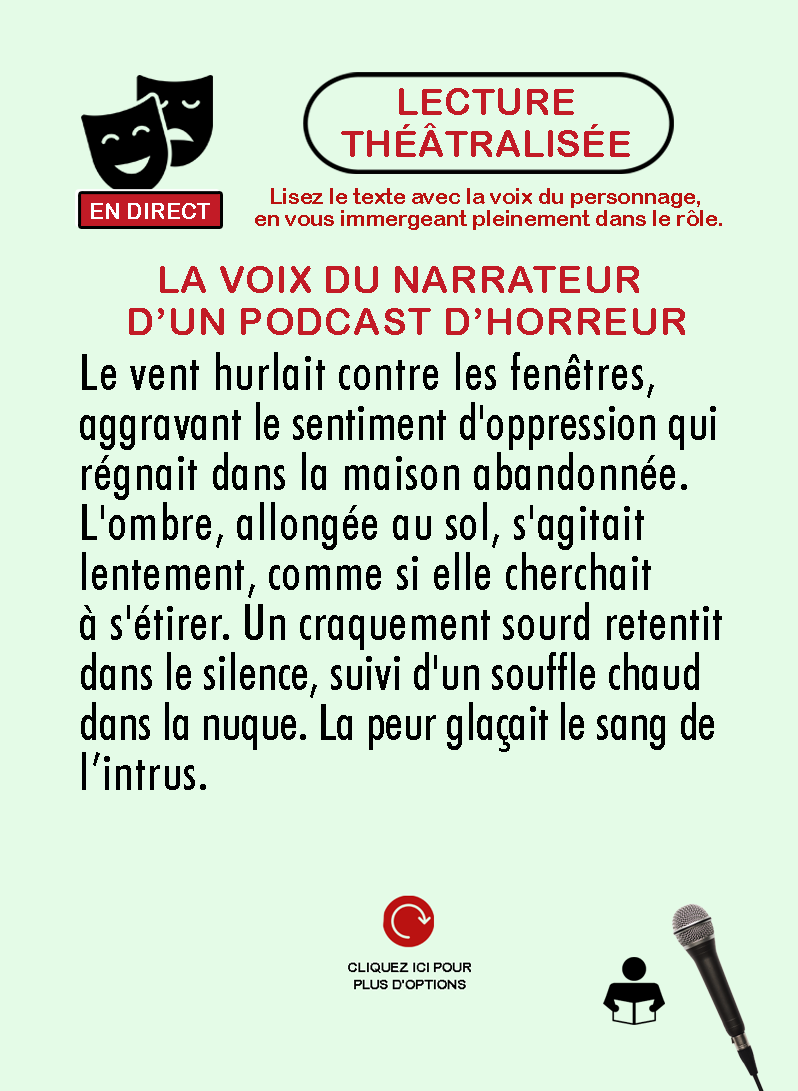 LECTURE
THÉÂTRALISÉE
EN DIRECT
Lisez le texte avec la voix du personnage,
en vous immergeant pleinement dans le rôle.
LA VOIX DU NARRATEUR
D’UN PODCAST D’HORREUR
Le vent hurlait contre les fenêtres,
aggravant le sentiment d'oppression qui
régnait dans la maison abandonnée.
L'ombre, allongée au sol, s'agitait
lentement, comme si elle cherchait
à s'étirer. Un craquement sourd retentit
dans le silence, suivi d'un souffle chaud
dans la nuque. La peur glaçait le sang de
l’intrus.
CLIQUEZ ICI POUR
PLUS D'OPTIONS